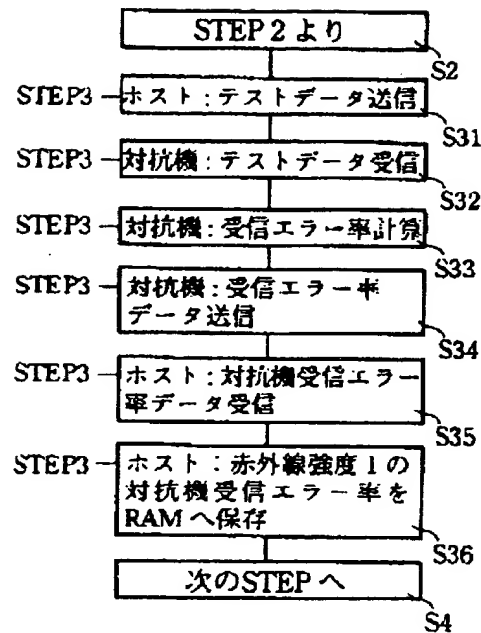 STEP 2 より
S2
STEP3
ホスト：テストデータ送信
S31
STEP3
対抗機：テストデータ受信
S32
STEP3
対抗機：受信エラー率計算
S33
STEP3
対抗機：受信エラー率
データ送信
S34
STEP3
ホスト：対抗機受信エラー
率データ受信
S35
STEP3
ホスト：赤外線強度1の
対抗機受信エラー率を
RAMへ保存
S36
次のSTEPへ
S4